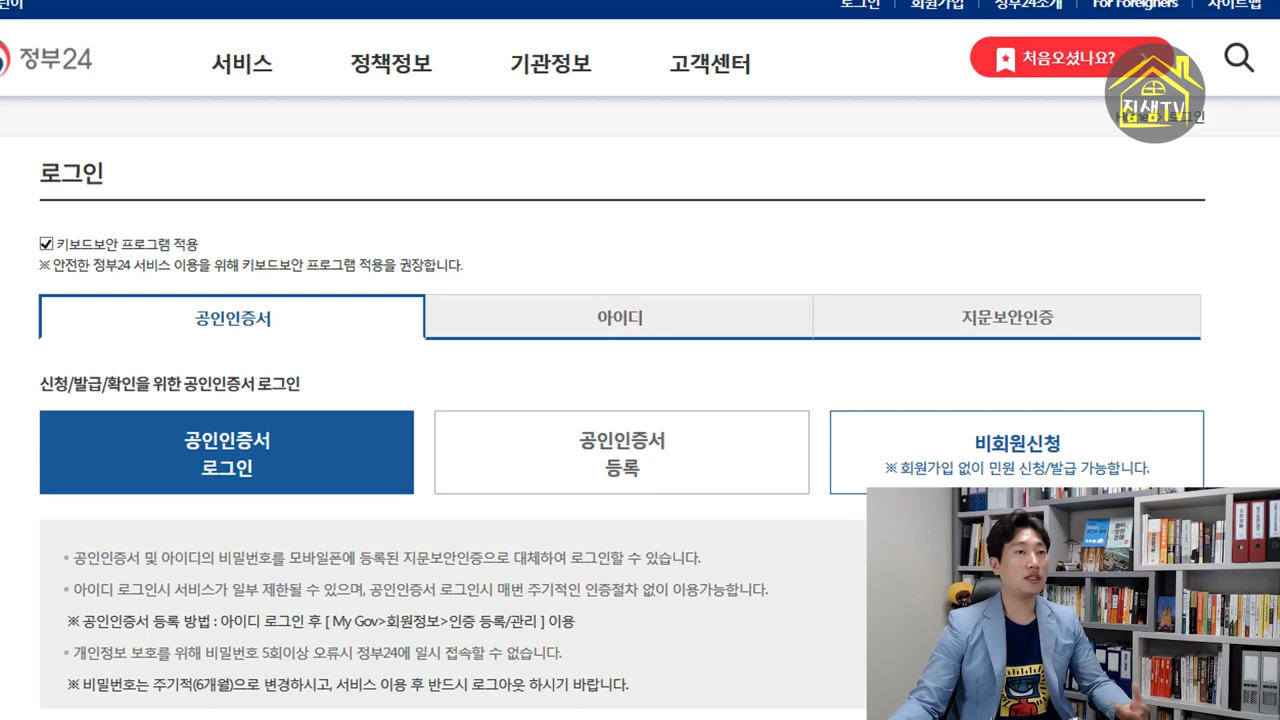 로그인 회원가입 정부24소개 For Foreigners 사이트맵
정부24
서비스 정책정보 기관정보 고객센터
처음오셨나요?
집생TV
로그인
로그인
키보드보안 프로그램 적용
※ 안전한 정부24 서비스 이용을 위해 키보드보안 프로그램 적용을 권장합니다.
공인인증서 아이디 지문보안인증
신청/발급/확인을 위한 공인인증서 로그인
공인인증서
로그인
공인인증서
등록
비회원신청
※ 회원가입 없이 민원 신청/발급 가능합니다.
▪ 공인인증서 및 아이디의 비밀번호를 모바일폰에 등록된 지문보안인증으로 대체하여 로그인할 수 있습니다.
▪ 아이디 로그인시 서비스가 일부 제한될 수 있으며, 공인인증서 로그인시 매번 주기적인 인증절차 없이 이용가능합니다.
※ 공인인증서 등록 방법 : 아이디 로그인 후 [ My Gov>회원정보>인증 등록/관리 ] 이용
▪ 개인정보 보호를 위해 비밀번호 5회이상 오류시 정부24에 일시 접속할 수 없습니다.
※ 비밀번호는 주기적(6개월)으로 변경하시고, 서비스 이용 후 반드시 로그아웃 하시기 바랍니다.